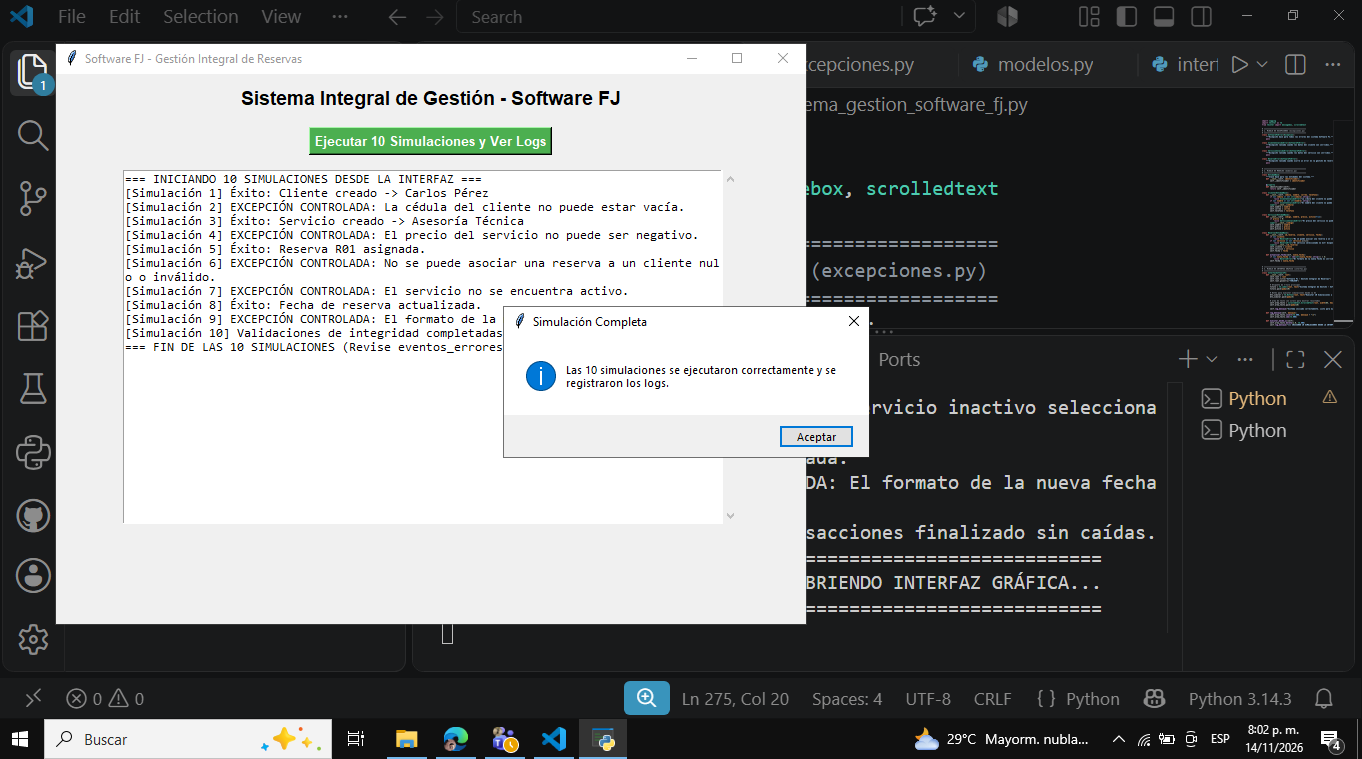 File Edit Selection View ··· Search
Software FJ - Gestión Integral de Reservas
Sistema Integral de Gestión - Software FJ
Ejecutar 10 Simulaciones y Ver Logs
=== INICIANDO 10 SIMULACIONES DESDE LA INTERFAZ ===
[Simulación 1] Éxito: Cliente creado -> Carlos Pérez
[Simulación 2] EXCEPCIÓN CONTROLADA: La cédula del cliente no puede estar vacía.
[Simulación 3] Éxito: Servicio creado -> Asesoría Técnica
[Simulación 4] EXCEPCIÓN CONTROLADA: El precio del servicio no puede ser negativo.
[Simulación 5] Éxito: Reserva R01 asignada.
[Simulación 6] EXCEPCIÓN CONTROLADA: No se puede asociar una reserva a un cliente nul
o o inválido.
[Simulación 7] EXCEPCIÓN CONTROLADA: El servicio no se encuentra activo.
[Simulación 8] Éxito: Fecha de reserva actualizada.
[Simulación 9] EXCEPCIÓN CONTROLADA: El formato de la
[Simulación 10] Validaciones de integridad completadas
=== FIN DE LAS 10 SIMULACIONES (Revise eventos_errores
Simulación Completa
Las 10 simulaciones se ejecutaron correctamente y se
registraron los logs.
Aceptar
1
cepciones.py modelos.py interf
ema_gestion_software_fj.py
ebox, scrolledtext
==================
(excepciones.py)
==================
Ports
ervicio inactivo selecciona
ada.
DA: El formato de la nueva fecha
sacciones finalizado sin caídas.
===========================
BRIENDO INTERFAZ GRÁFICA...
===========================
Python
Python
0 0 Ln 275, Col 20 Spaces: 4 UTF-8 CRLF { } Python Python 3.14.3
Buscar 29°C Mayorm. nubla... ESP 8:02 p. m.
14/11/2026
4